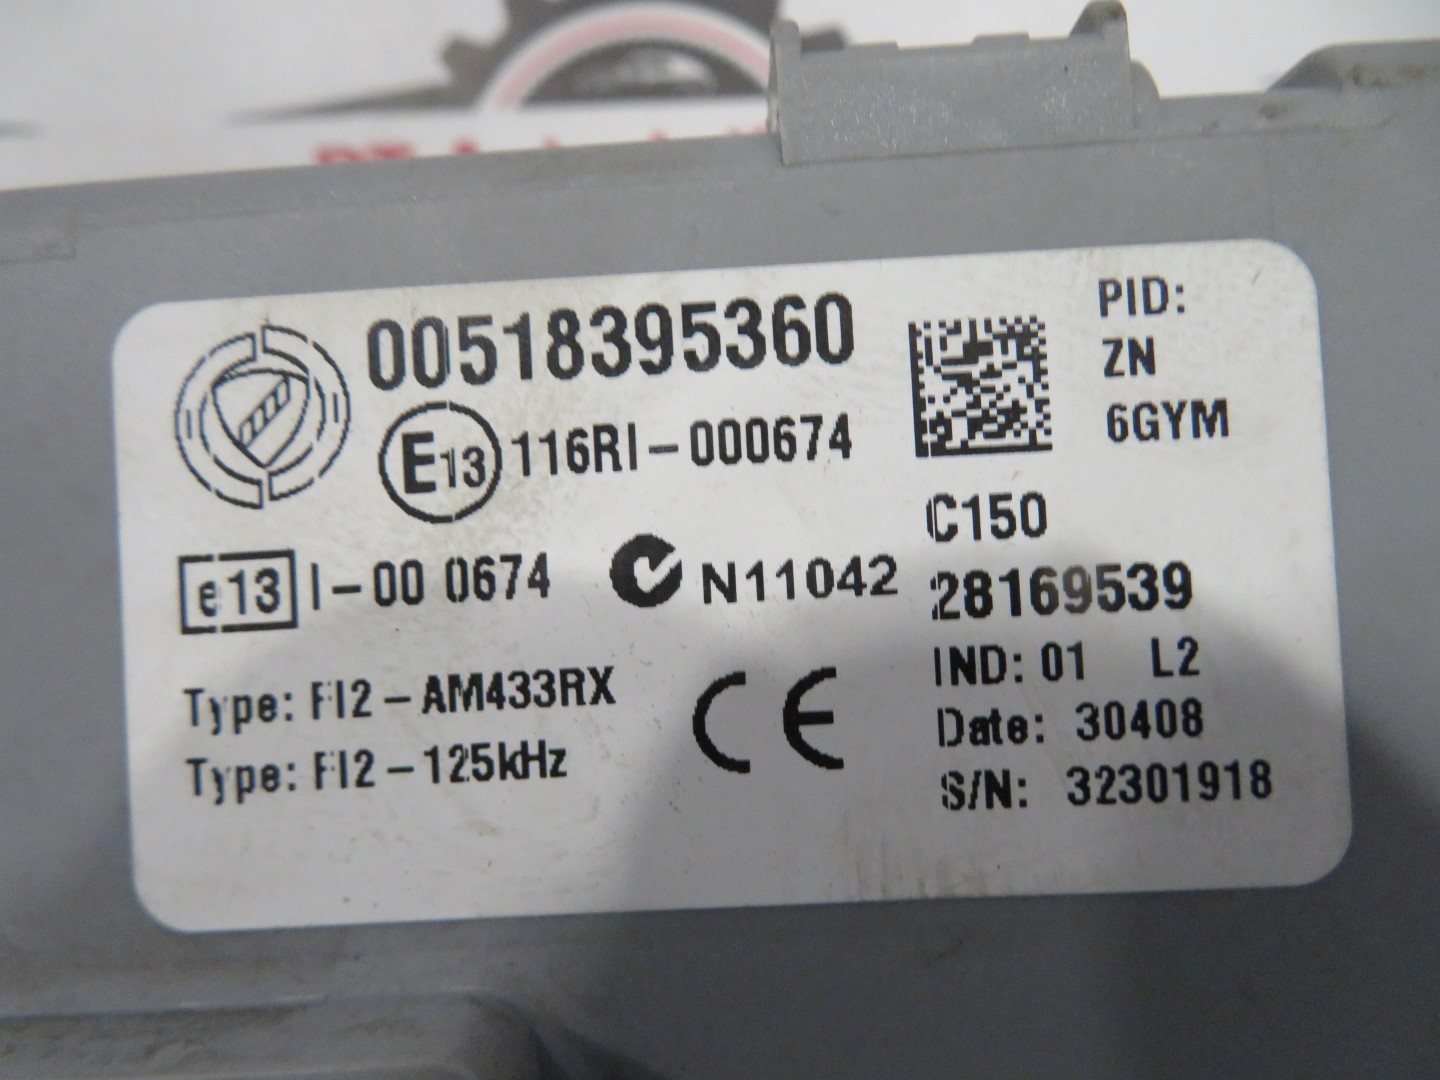 00518395360
E13 116RI-000674
e13 I-00 0674
N11042
Type: FI2-AM433RX
Type: FI2-125kHz
CE
PID:
ZN
6GYM
C150
28169539
IND: 01 L2
Date: 30408
S/N: 32301918